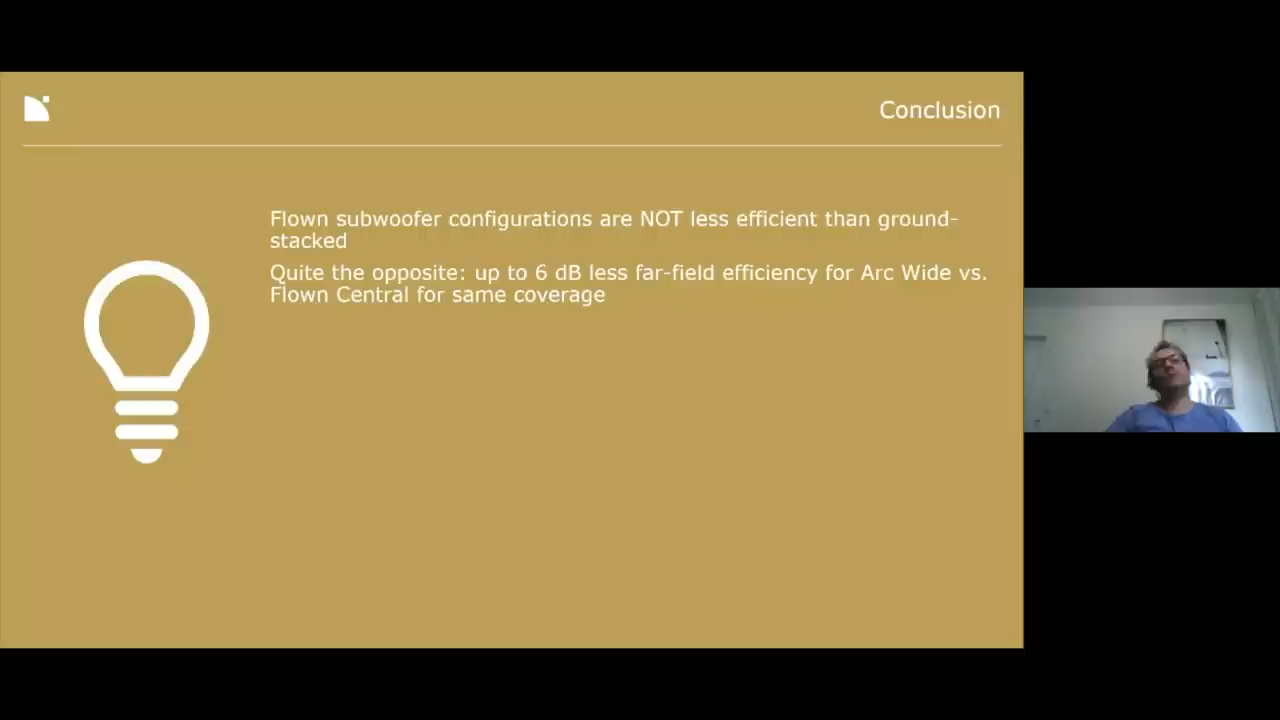 Conclusion
Flown subwoofer configurations are NOT less efficient than ground-
stacked
Quite the opposite: up to 6 dB less far-field efficiency for Arc Wide vs.
Flown Central for same coverage